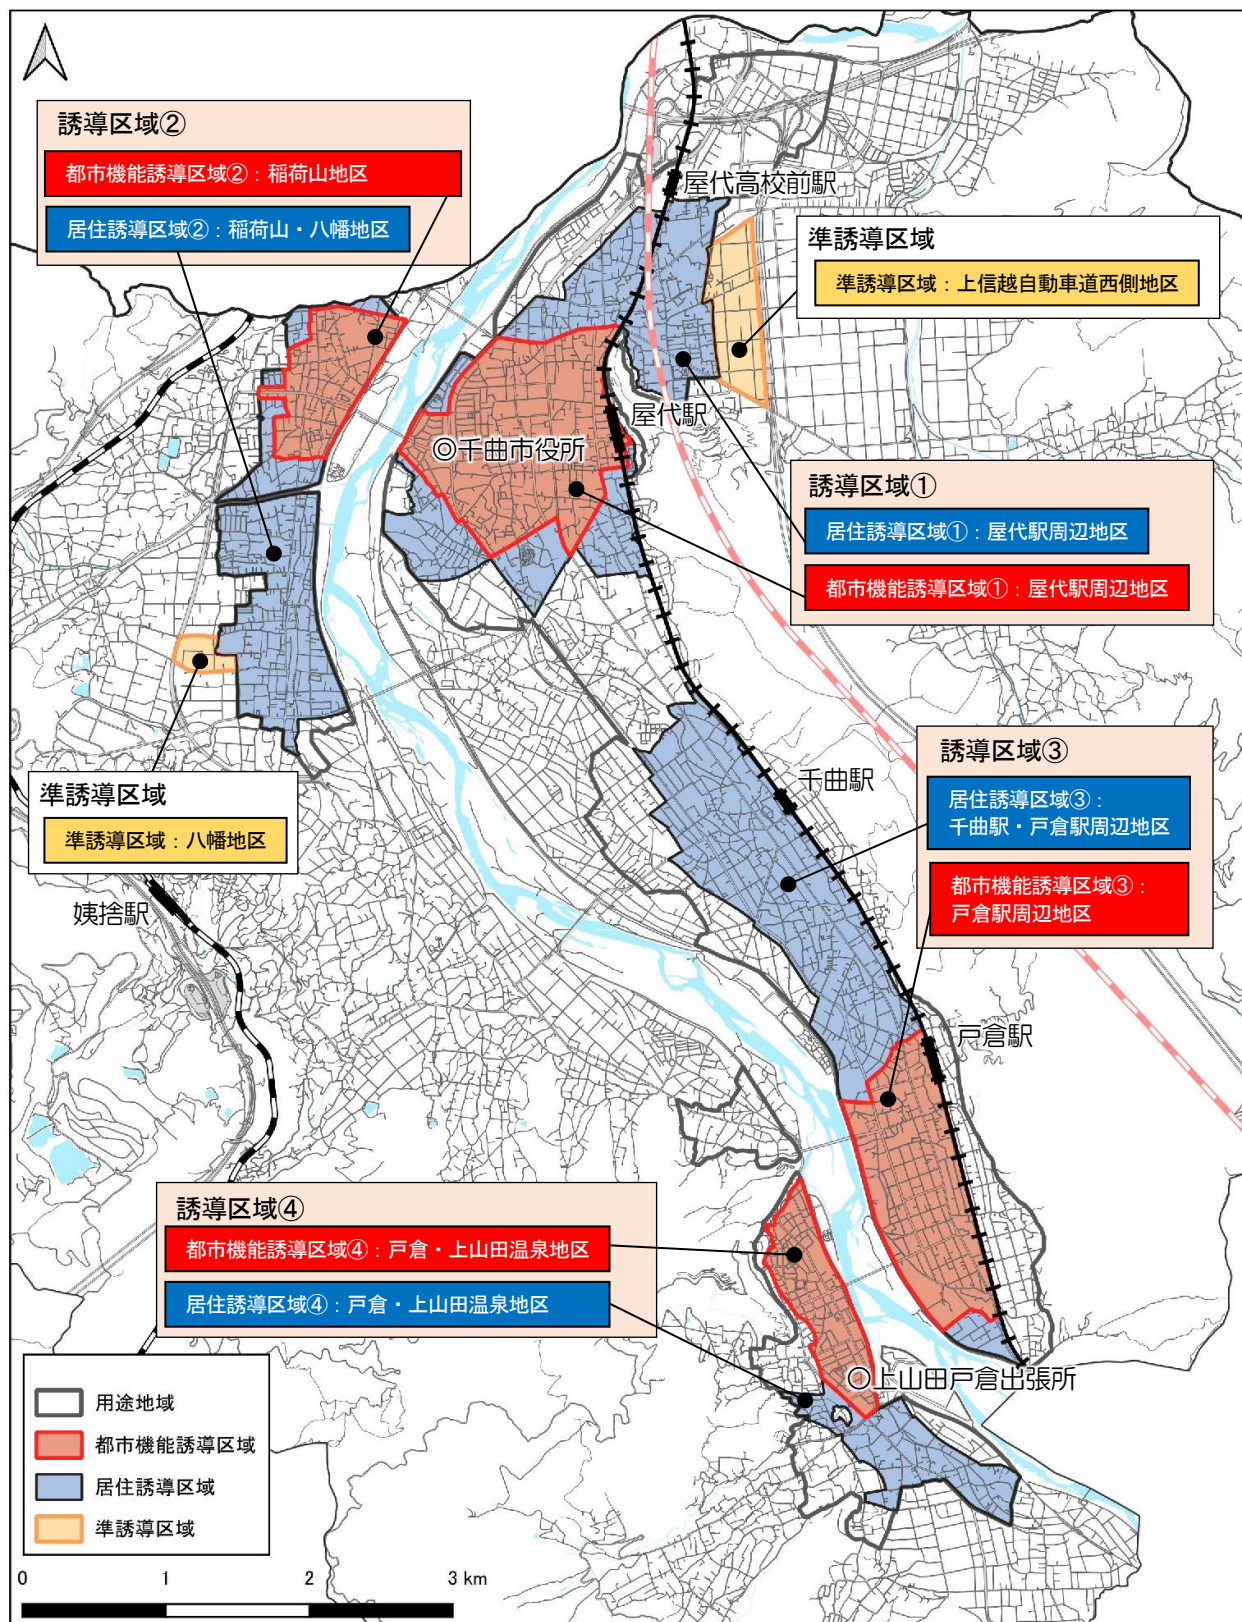 誘導区域②
都市機能誘導区域②：稲荷山地区
居住誘導区域②：稲荷山・八幡地区
屋代高校前駅
準誘導区域
準誘導区域：上信越自動車道西側地区
屋代駅
◎千曲市役所
誘導区域①
居住誘導区域①：屋代駅周辺地区
都市機能誘導区域①：屋代駅周辺地区
誘導区域③
居住誘導区域③：
千曲駅・戸倉駅周辺地区
都市機能誘導区域③：
戸倉駅周辺地区
千曲駅
準誘導区域
準誘導区域：八幡地区
姨捨駅
戸倉駅
誘導区域④
都市機能誘導区域④：戸倉・上山田温泉地区
居住誘導区域④：戸倉・上山田温泉地区
○上山田戸倉出張所
用途地域
都市機能誘導区域
居住誘導区域
準誘導区域
0 1 2 3 km